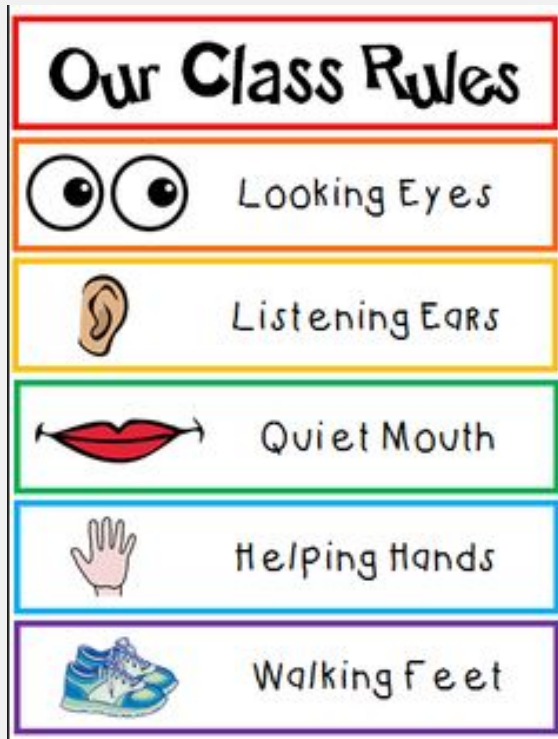 Our Class Rules
Looking Eyes
Listening Ears
Quiet Mouth
Helping Hands
Walking Feet